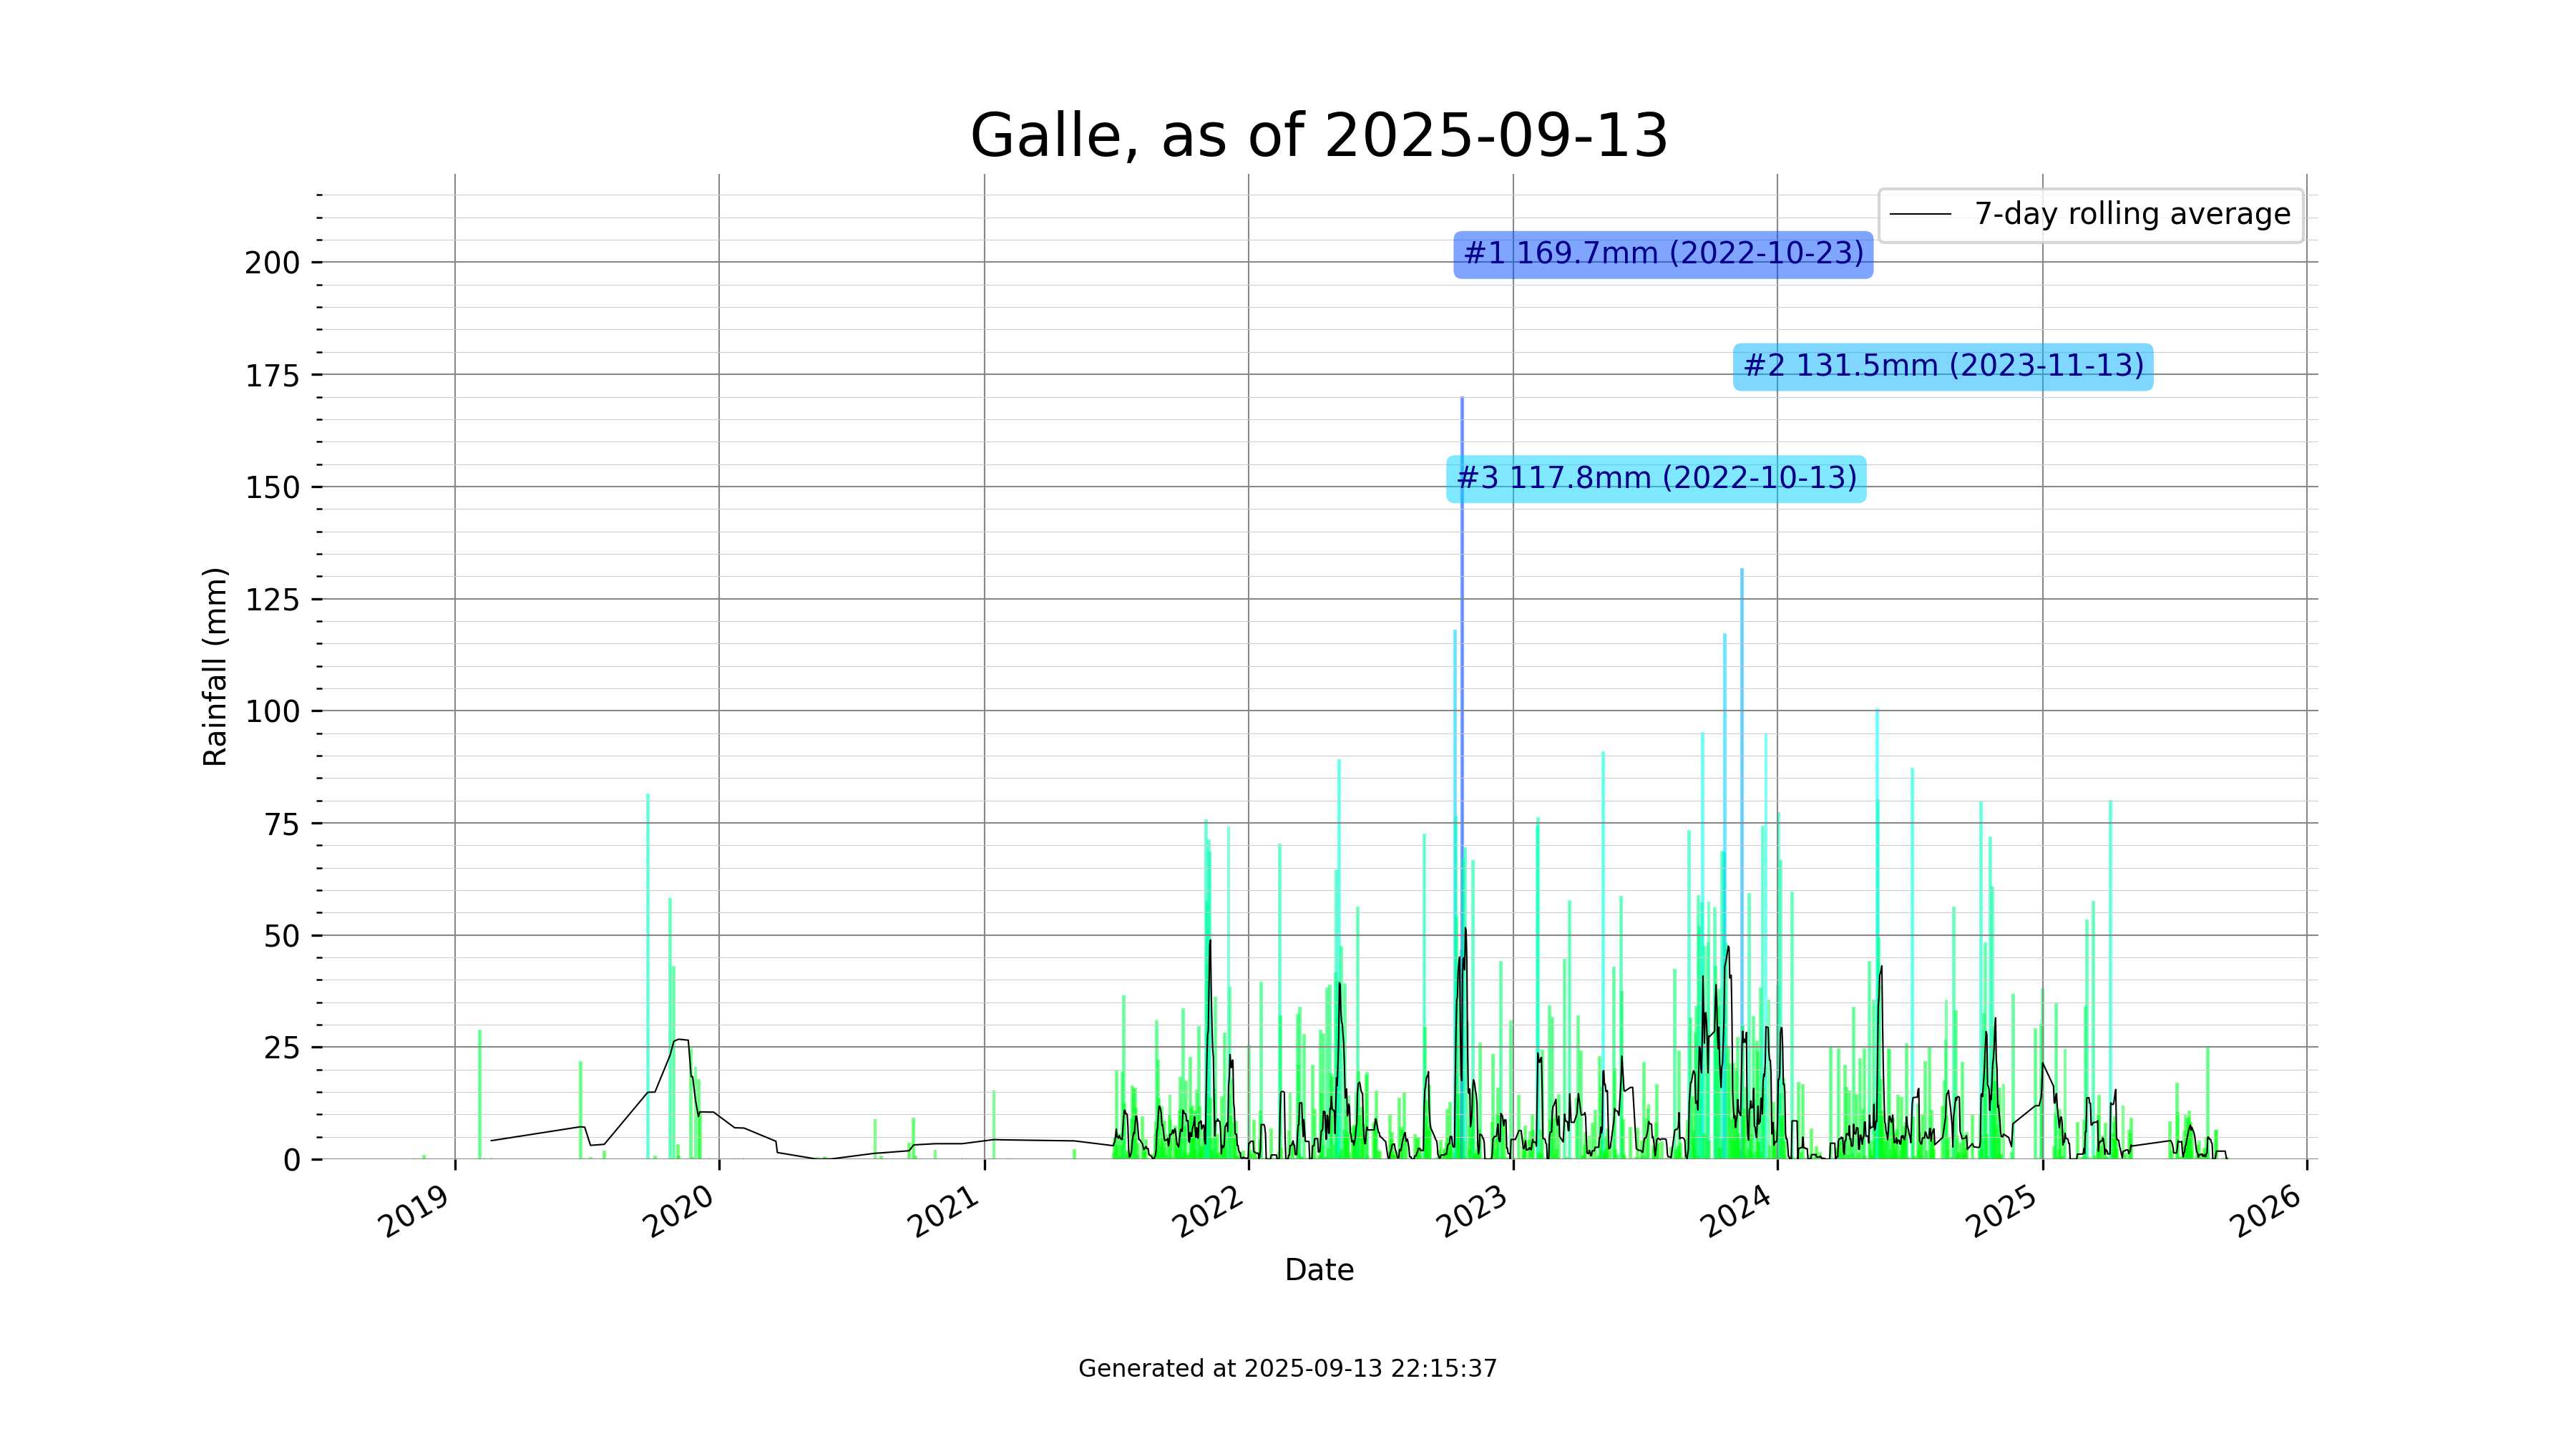 Galle, as of 2025-09-13
7-day rolling average
#1 169.7mm (2022-10-23)
#2 131.5mm (2023-11-13)
#3 117.8mm (2022-10-13)
Rainfall (mm)
200
175
150
125
100
75
50
25
0
2019 2020 2021 2022 2023 2024 2025 2026
Date
Generated at 2025-09-13 22:15:37